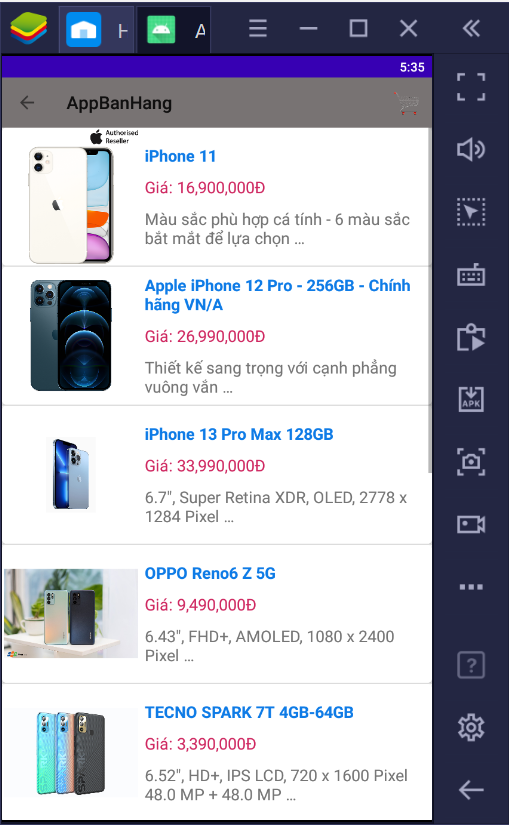 H
A
5:35
AppBanHang
Authorised
Reseller
iPhone 11
Giá: 16,900,000Đ
Màu sắc phù hợp cá tính - 6 màu sắc
bắt mắt để lựa chọn ...
Apple iPhone 12 Pro - 256GB - Chính
hãng VN/A
Giá: 26,990,000Đ
Thiết kế sang trọng với cạnh phẳng
vuông vắn ...
iPhone 13 Pro Max 128GB
Giá: 33,990,000Đ
6.7", Super Retina XDR, OLED, 2778 x
1284 Pixel ...
OPPO Reno6 Z 5G
Giá: 9,490,000Đ
6.43", FHD+, AMOLED, 1080 x 2400
Pixel ...
TECNO SPARK 7T 4GB-64GB
Giá: 3,390,000Đ
6.52", HD+, IPS LCD, 720 x 1600 Pixel
48.0 MP + 48.0 MP ...
APK
?